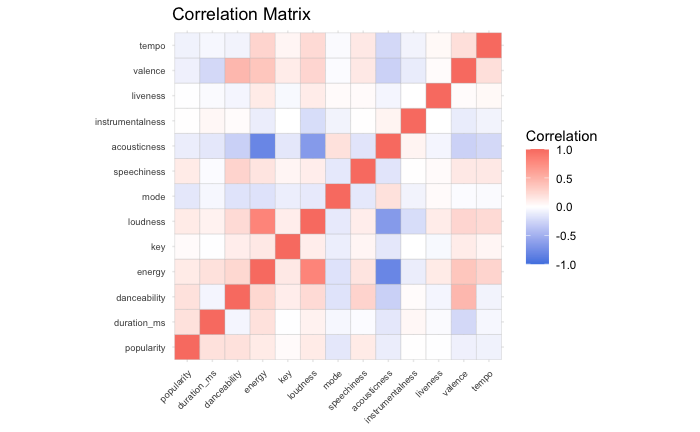 Correlation Matrix
tempo
valence
liveness
instrumentalness
acousticness
speechiness
mode
loudness
key
energy
danceability
duration_ms
popularity
popularity
duration_ms
danceability
energy
key
loudness
mode
speechiness
acousticness
instrumentalness
liveness
valence
tempo
Correlation
1.0
0.5
0.0
-0.5
-1.0